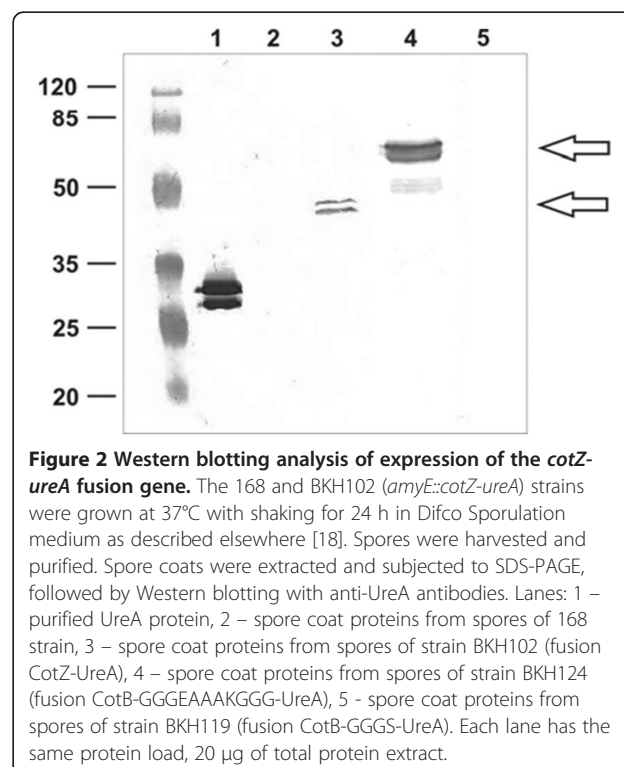 1 2 3 4 5
120
85
50
35
25
20
Figure 2 Western blotting analysis of expression of the cotZ-
ureA fusion gene. The 168 and BKH102 (amyE::cotZ-ureA) strains
were grown at 37°C with shaking for 24 h in Difco Sporulation
medium as described elsewhere [18]. Spores were harvested and
purified. Spore coats were extracted and subjected to SDS-PAGE,
followed by Western blotting with anti-UreA antibodies. Lanes: 1 –
purified UreA protein, 2 – spore coat proteins from spores of 168
strain, 3 – spore coat proteins from spores of strain BKH102 (fusion
CotZ-UreA), 4 – spore coat proteins from spores of strain BKH124
(fusion CotB-GGGEAAAKGGG-UreA), 5 - spore coat proteins from
spores of strain BKH119 (fusion CotB-GGGS-UreA). Each lane has the
same protein load, 20 μg of total protein extract.